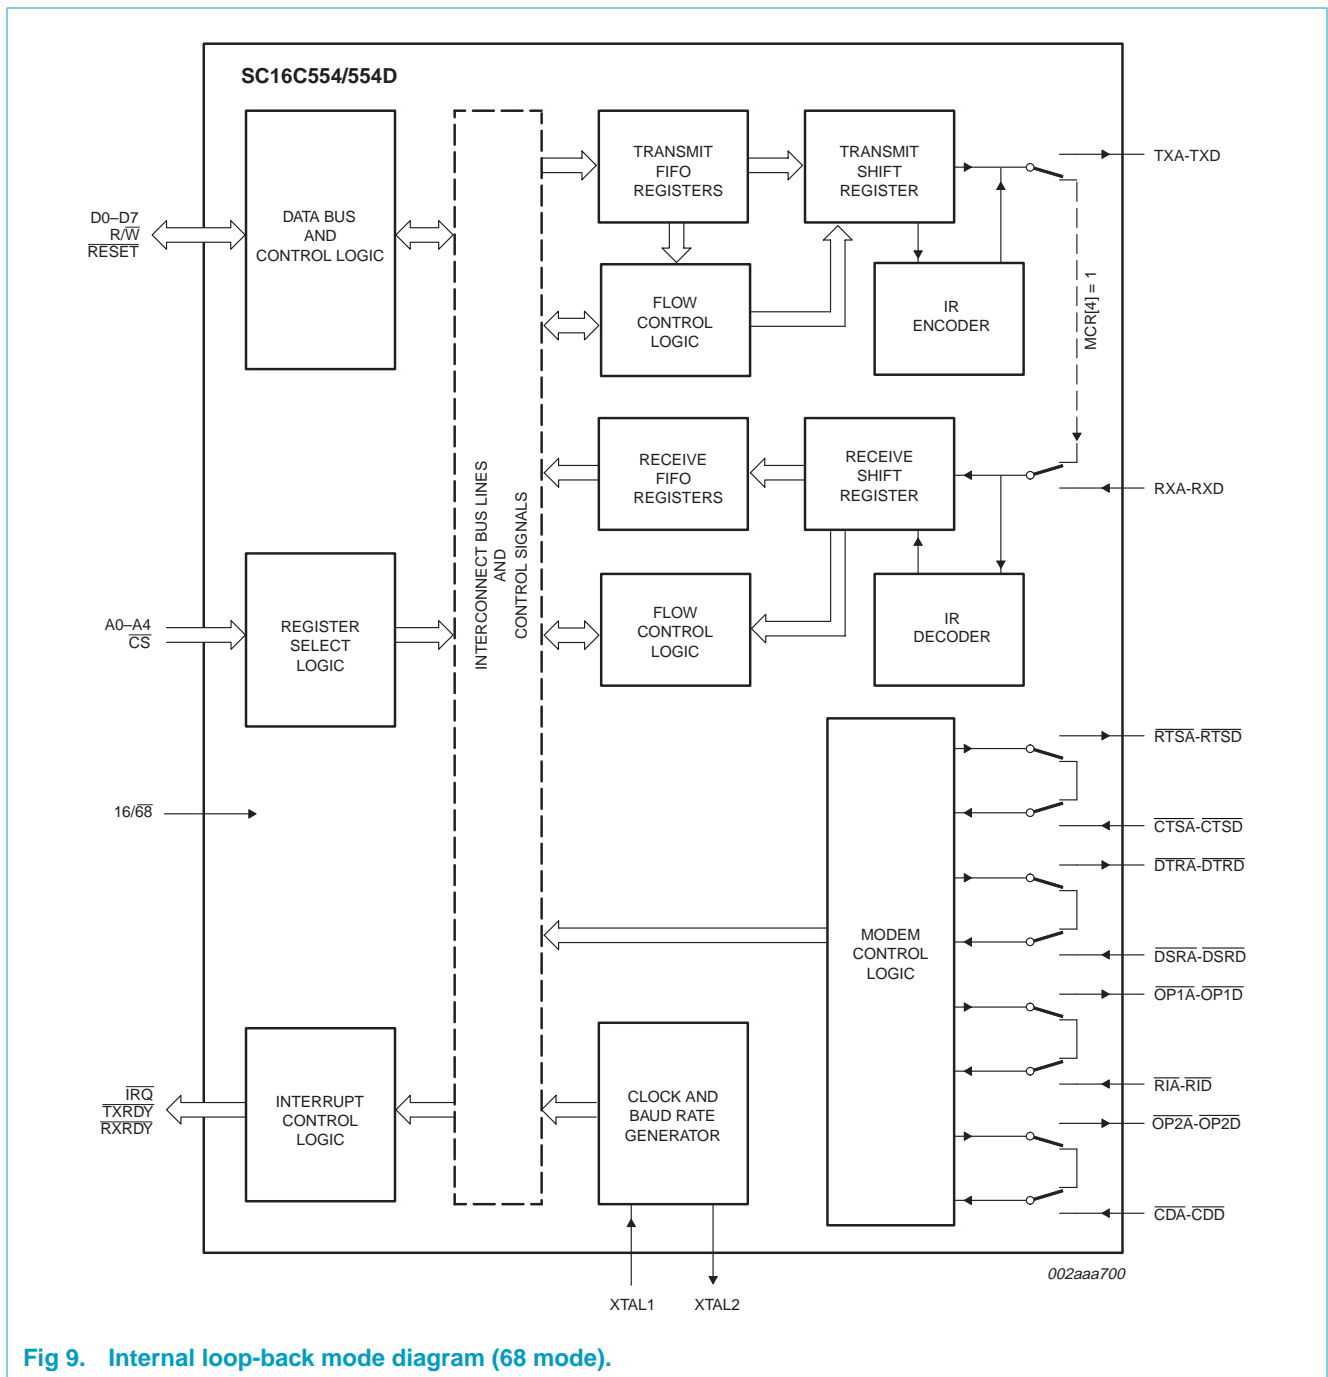 SC16C554/554D
D0–D7
R/W
RESET
DATA BUS
AND
CONTROL LOGIC
TRANSMIT
FIFO
REGISTERS
TRANSMIT
SHIFT
REGISTER
TXA-TXD
FLOW
CONTROL
LOGIC
IR
ENCODER
MCR[4] = 1
INTERCONNECT BUS LINES
AND
CONTROL SIGNALS
RECEIVE
FIFO
REGISTERS
RECEIVE
SHIFT
REGISTER
RXA-RXD
A0–A4
CS
REGISTER
SELECT
LOGIC
FLOW
CONTROL
LOGIC
IR
DECODER
16/68
MODEM
CONTROL
LOGIC
RTSA-RTSD
CTSA-CTSD
DTRA-DTRD
DSRA-DSRD
OP1A-OP1D
RIA-RID
OP2A-OP2D
CDA-CDD
IRQ
TXRDY
RXRDY
INTERRUPT
CONTROL
LOGIC
CLOCK AND
BAUD RATE
GENERATOR
XTAL1
XTAL2
002aaa700
Fig 9. Internal loop-back mode diagram (68 mode).